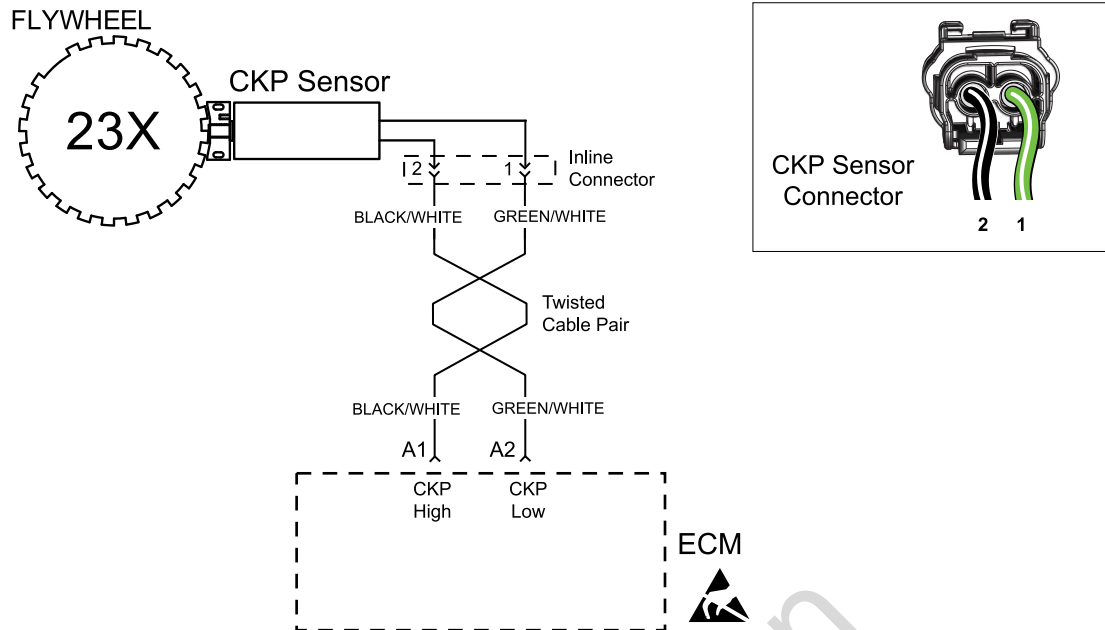 FLYWHEEL
23X
CKP Sensor
2 1
Inline
Connector
BLACK/WHITE GREEN/WHITE
Twisted
Cable Pair
BLACK/WHITE GREEN/WHITE
A1 A2
CKP
High
CKP
Low
ECM
CKP Sensor
Connector
2 1